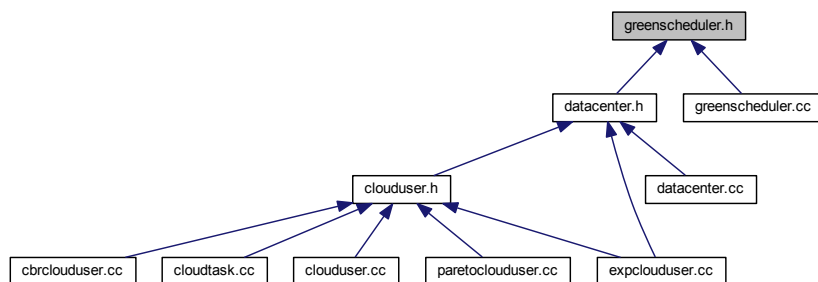 greenscheduler.h
datacenter.h
greenscheduler.cc
clouduser.h
datacenter.cc
cbrclouduser.cc
cloudtask.cc
clouduser.cc
paretoclouduser.cc
expclouduser.cc